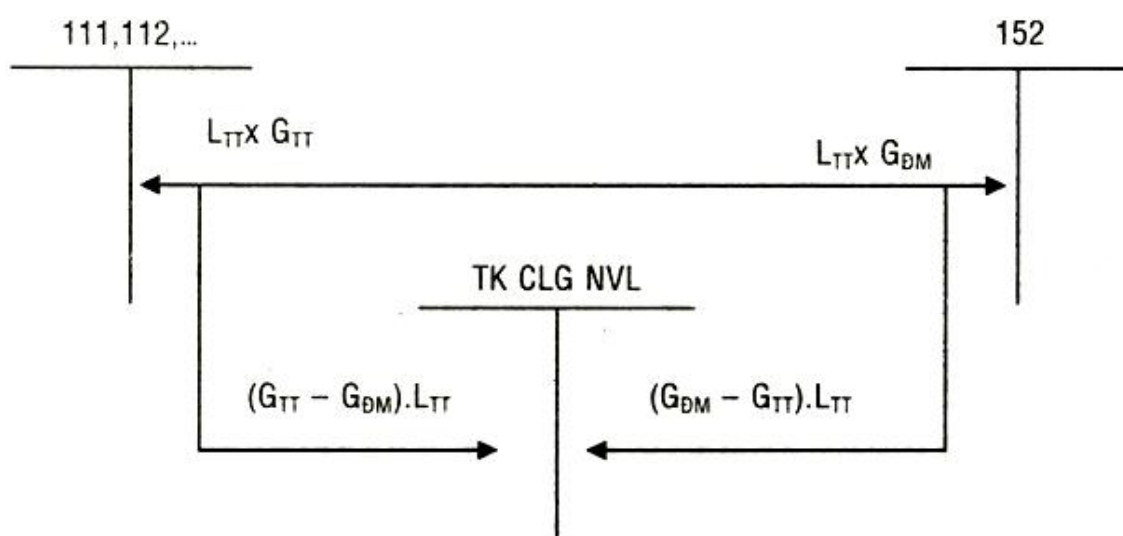 111,112,...
152
L_TT x G_TT
L_TT x G_ĐM
TK CLG NVL
(G_TT – G_ĐM).L_TT
(G_ĐM – G_TT).L_TT